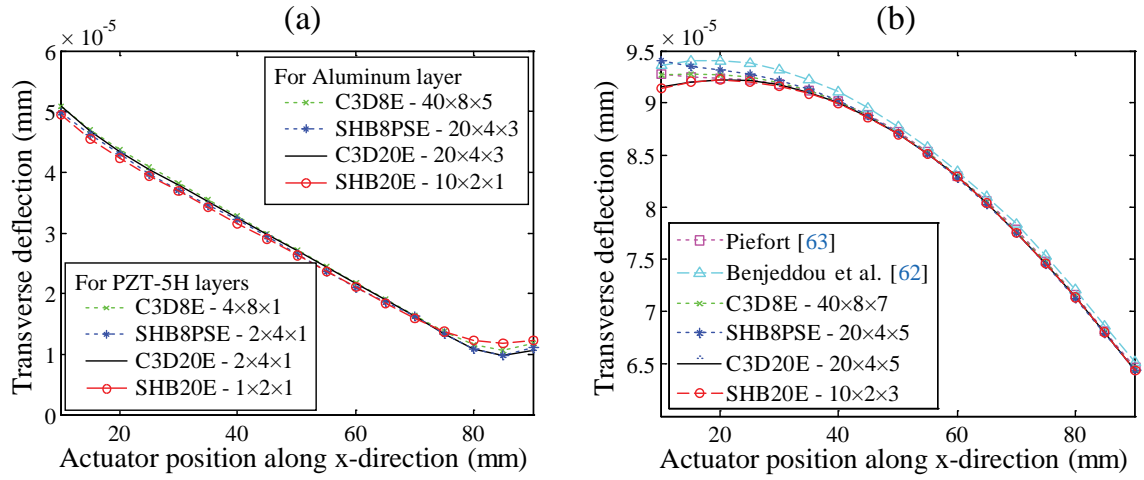 (a)
× 10⁻⁵
6
5
4
3
2
1
0
20
40
60
80
Transverse deflection (mm)
Actuator position along x-direction (mm)
For Aluminum layer
C3D8E - 40×8×5
SHB8PSE - 20×4×3
C3D20E - 20×4×3
SHB20E - 10×2×1
For PZT-5H layers
C3D8E - 4×8×1
SHB8PSE - 2×4×1
C3D20E - 2×4×1
SHB20E - 1×2×1
(b)
× 10⁻⁵
9.5
9
8.5
5
7.5
5
6.5
20
40
60
80
Transverse deflection (mm)
Actuator position along x-direction (mm)
Piefort [63]
Benjeddou et al. [62]
C3D8E - 40×8×7
SHB8PSE - 20×4×5
C3D20E - 20×4×5
SHB20E - 10×2×3